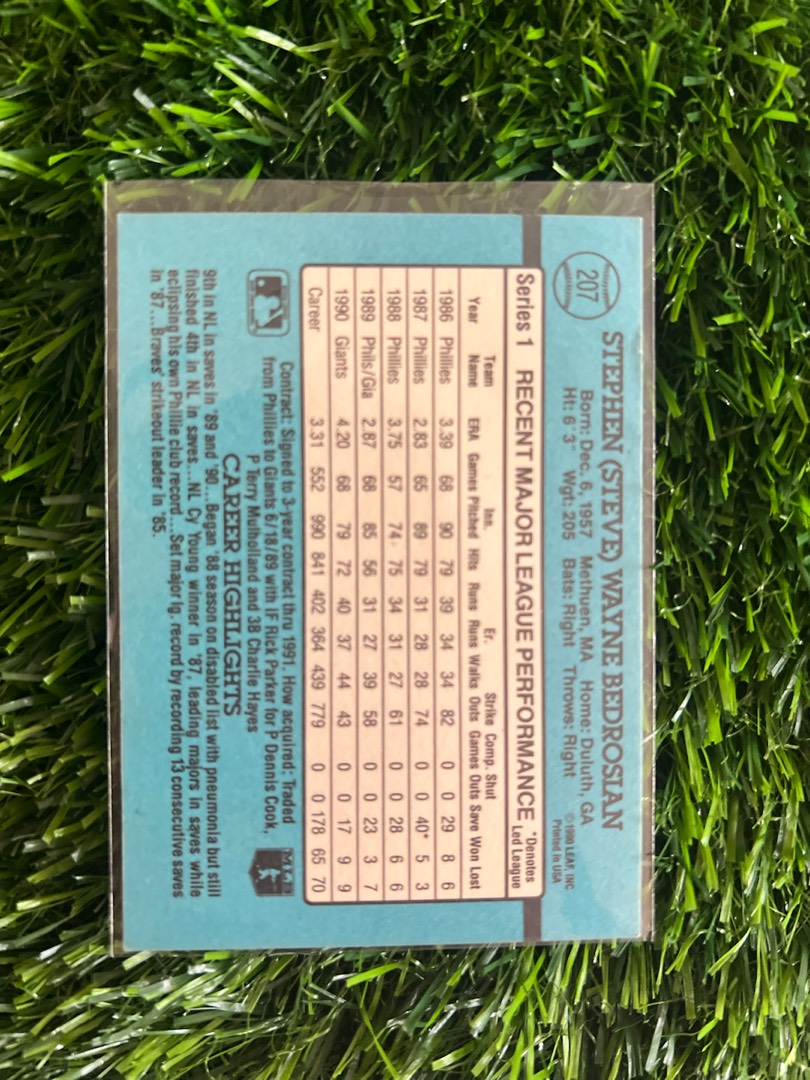 207
STEPHEN (STEVE) WAYNE BEDROSIAN
Born: Dec. 6, 1957 Methuen, MA Home: Duluth, GA
Ht: 6' 3" Wgt: 205 Bats: Right Throws: Right
© 1990 LEAF, INC.
Printed in USA
Series 1 RECENT MAJOR LEAGUE PERFORMANCE
*Denotes
Led League
Team Inn. Er. Strike Comp. Shut
Year Name ERA Games Pitched Hits Runs Runs Walks Outs Games Outs Save Won Lost
1986 Phillies 3.39 68 90 79 39 34 34 82 0 0 29 8 6
1987 Phillies 2.83 65 89 79 31 28 28 74 0 0 40* 5 3
1988 Phillies 3.75 57 74 75 34 31 27 61 0 0 28 6 6
1989 Phils/Gia 2.87 68 85 56 31 27 39 58 0 0 23 3 7
1990 Giants 4.20 68 79 72 40 37 44 43 0 0 17 9 9
Career 3.31 552 990 841 402 364 439 779 0 0 178 65 70
Contract: Signed to 3-year contract thru 1991. How acquired: Traded
from Phillies to Giants 6/18/89 with IF Rick Parker for P Dennis Cook,
P Terry Mulholland and 3B Charlie Hayes
MLB
CAREER HIGHLIGHTS
9th in NL in saves in '89 and '90...Began '88 season on disabled list with pneumonia but still
finished 4th in NL in saves...NL Cy Young winner in '87, leading majors in saves while
eclipsing his own Phillie club record...Set major lg. record by recording 13 consecutive saves
in '87...Braves' strikeout leader in '85.